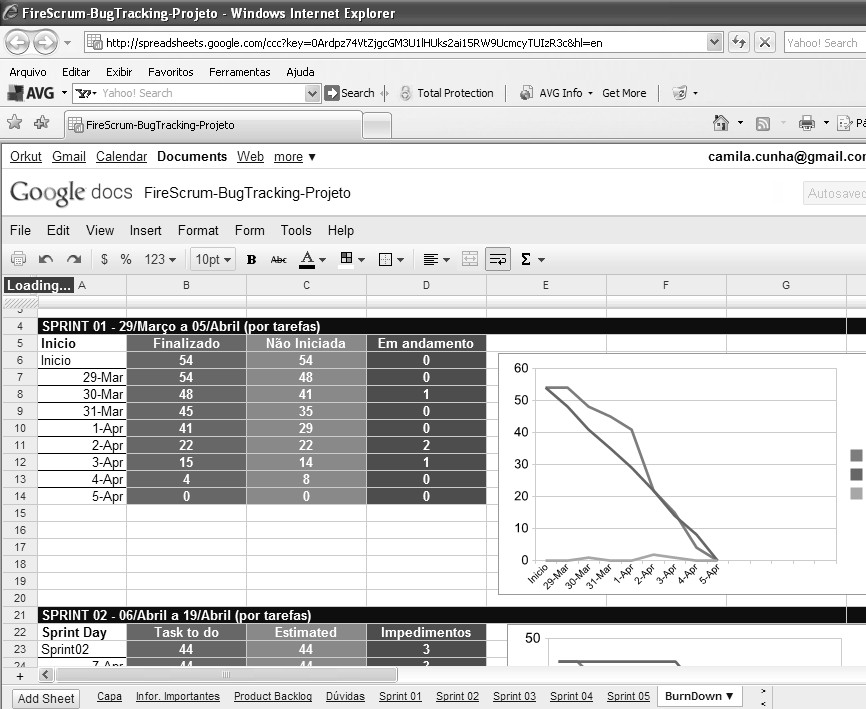 FireScrum-BugTracking-Projeto - Windows Internet Explorer
http://spreadsheets.google.com/ccc?key=0Ardpz74VtZjgcGM3U1lHUks2ai15RW9UcmcyTUIzR3c&hl=en Yahoo! Search
Arquivo Editar Exibir Favoritos Ferramentas Ajuda
AVG Y! Yahoo! Search Search Total Protection AVG Info Get More
FireScrum-BugTracking-Projeto
Orkut Gmail Calendar Documents Web more ▼ camila.cunha@gmail.com
Google docs FireScrum-BugTracking-Projeto Autosaved
File Edit View Insert Format Form Tools Help
$ % 123 10pt B Abc A Σ
Loading... A B C D E F G
4 SPRINT 01 - 29/Março a 05/Abril (por tarefas)
5 Inicio Finalizado Não Iniciada Em andamento
6 Inicio 54 54 0
7 29-Mar 54 48 0
8 30-Mar 48 41 1
9 31-Mar 45 35 0
10 1-Apr 41 29 0
11 2-Apr 22 22 2
12 3-Apr 15 14 1
13 4-Apr 4 8 0
14 5-Apr 0 0 0
60
50
40
30
20
10
0
Inicio 29-Mar 30-Mar 31-Mar 1-Apr 2-Apr 3-Apr 4-Apr 5-Apr
15
16
17
18
19
20
21 SPRINT 02 - 06/Abril a 19/Abril (por tarefas)
22 Sprint Day Task to do Estimated Impedimentos
23 Sprint02 44 44 3
24 7-Apr 44 44
50
Add Sheet Capa Infor. Importantes Product Backlog Dúvidas Sprint 01 Sprint 02 Sprint 03 Sprint 04 Sprint 05 BurnDown ▼